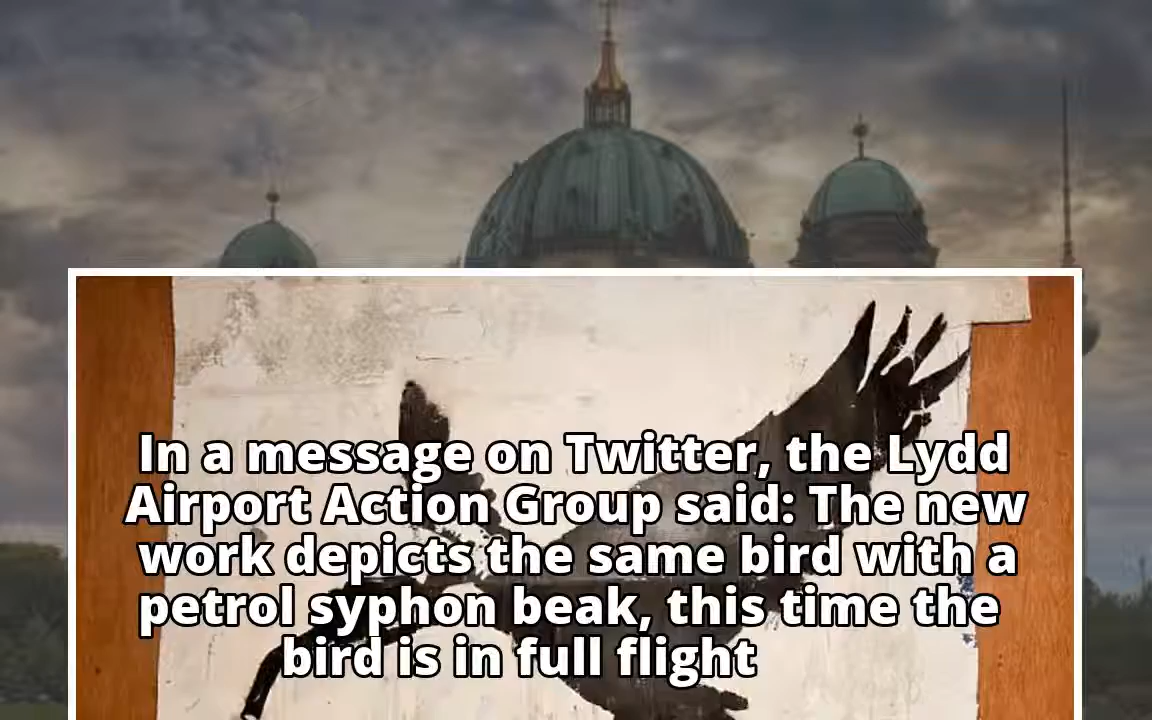 In a message on Twitter, the Lydd
Airport Action Group said: The new
work depicts the same bird with a
petrol syphon beak, this time the
bird is in full flight